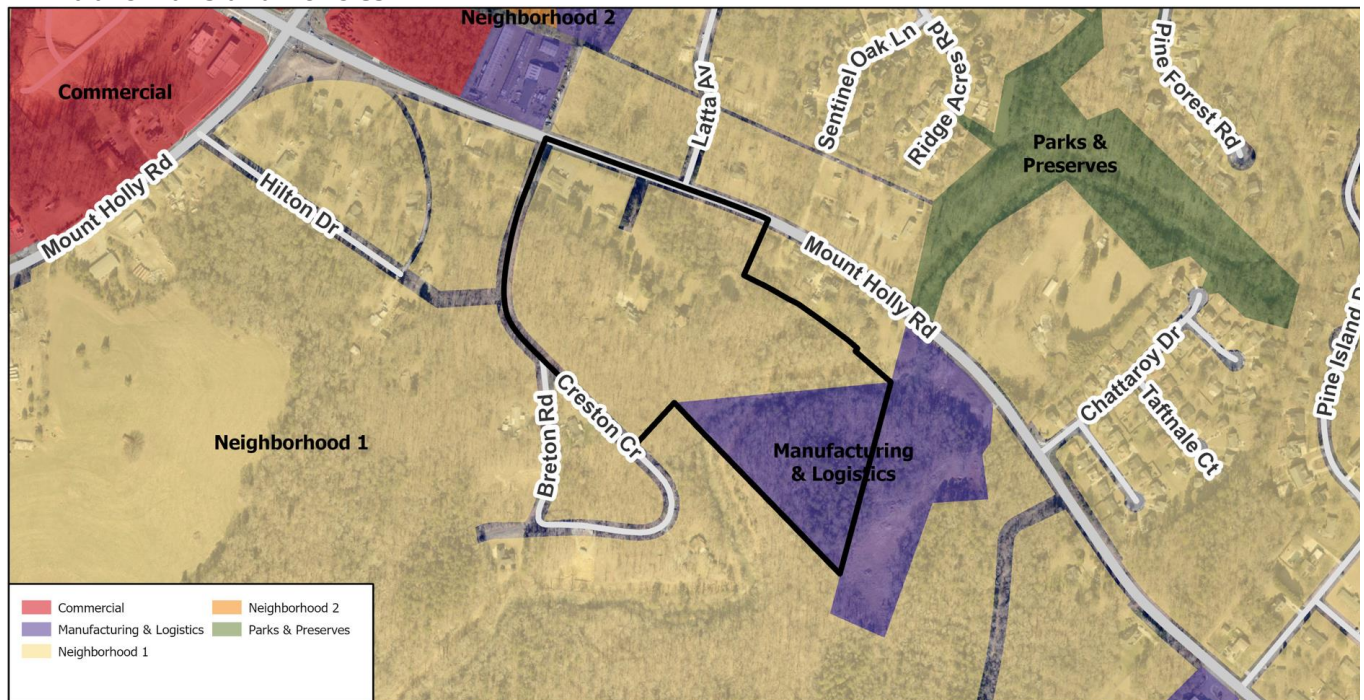 Neighborhood 2
Commercial
Mount Holly Rd
Hilton Dr
Latta Av
Sentinel Oak Ln
Ridge Acres Rd
Pine Forest Rd
Parks &
Preserves
Mount Holly Rd
Chattaroy Dr
Taftnale Ct
Neighborhood 1
Breton Rd
Creston Cr
Manufacturing
& Logistics
Commercial
Manufacturing & Logistics
Neighborhood 1
Neighborhood 2
Parks & Preserves